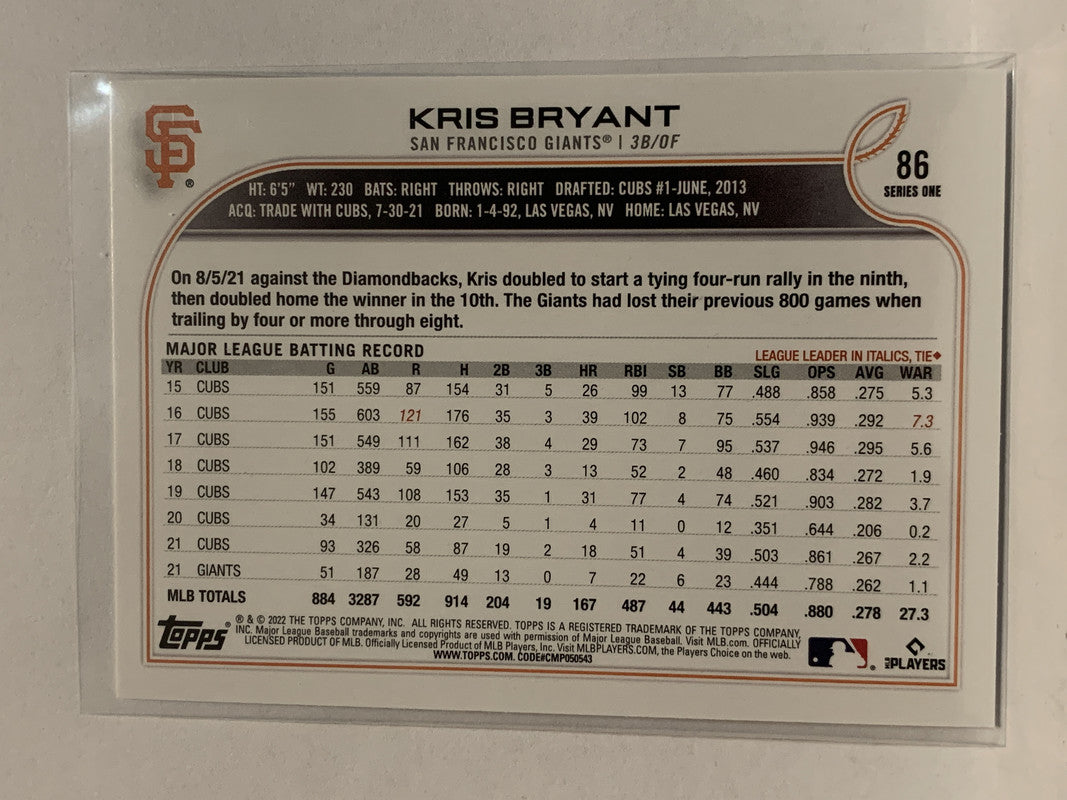 SF®
KRIS BRYANT
SAN FRANCISCO GIANTS® | 3B/OF
86
SERIES ONE
HT: 6'5" WT: 230 BATS: RIGHT THROWS: RIGHT DRAFTED: CUBS #1-JUNE, 2013
ACQ: TRADE WITH CUBS, 7-30-21 BORN: 1-4-92, LAS VEGAS, NV HOME: LAS VEGAS, NV
On 8/5/21 against the Diamondbacks, Kris doubled to start a tying four-run rally in the ninth,
then doubled home the winner in the 10th. The Giants had lost their previous 800 games when
trailing by four or more through eight.
MAJOR LEAGUE BATTING RECORD LEAGUE LEADER IN ITALICS, TIE◆
YR CLUB G AB R H 2B 3B HR RBI SB BB SLG OPS AVG WAR
15 CUBS 151 559 87 154 31 5 26 99 13 77 .488 .858 .275 5.3
16 CUBS 155 603 121 176 35 3 39 102 8 75 .554 .939 .292 7.3
17 CUBS 151 549 111 162 38 4 29 73 7 95 .537 .946 .295 5.6
18 CUBS 102 389 59 106 28 3 13 52 2 48 .460 .834 .272 1.9
19 CUBS 147 543 108 153 35 1 31 77 4 74 .521 .903 .282 3.7
20 CUBS 34 131 20 27 5 1 4 11 0 12 .351 .644 .206 0.2
21 CUBS 93 326 58 87 19 2 18 51 4 39 .503 .861 .267 2.2
21 GIANTS 51 187 28 49 13 0 7 22 6 23 .444 .788 .262 1.1
MLB TOTALS 884 3287 592 914 204 19 167 487 44 443 .504 .880 .278 27.3
topps®
® & © 2022 THE TOPPS COMPANY, INC. ALL RIGHTS RESERVED. TOPPS IS A REGISTERED TRADEMARK OF THE TOPPS COMPANY,
INC. Major League Baseball trademarks and copyrights are used with permission of Major League Baseball. Visit MLB.com. OFFICIALLY
LICENSED PRODUCT OF MLB. Officially Licensed Product of MLB Players, Inc. Visit MLBPLAYERS.COM, the Players Choice on the web.
WWW.TOPPS.COM. CODE#CMP050543
MLB PLAYERS